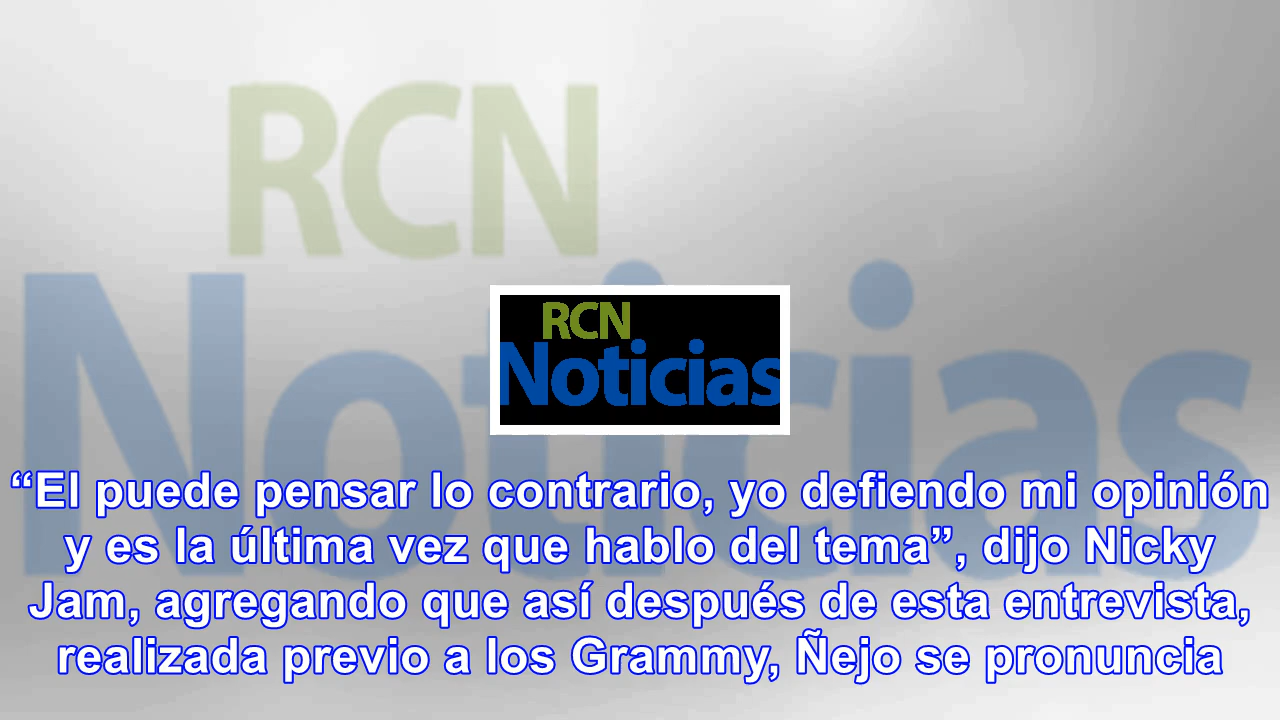 RCN
Noticias
RCN
Noticias
“El puede pensar lo contrario, yo defiendo mi opinión
y es la última vez que hablo del tema”, dijo Nicky
Jam, agregando que así después de esta entrevista,
realizada previo a los Grammy, Ñejo se pronuncia